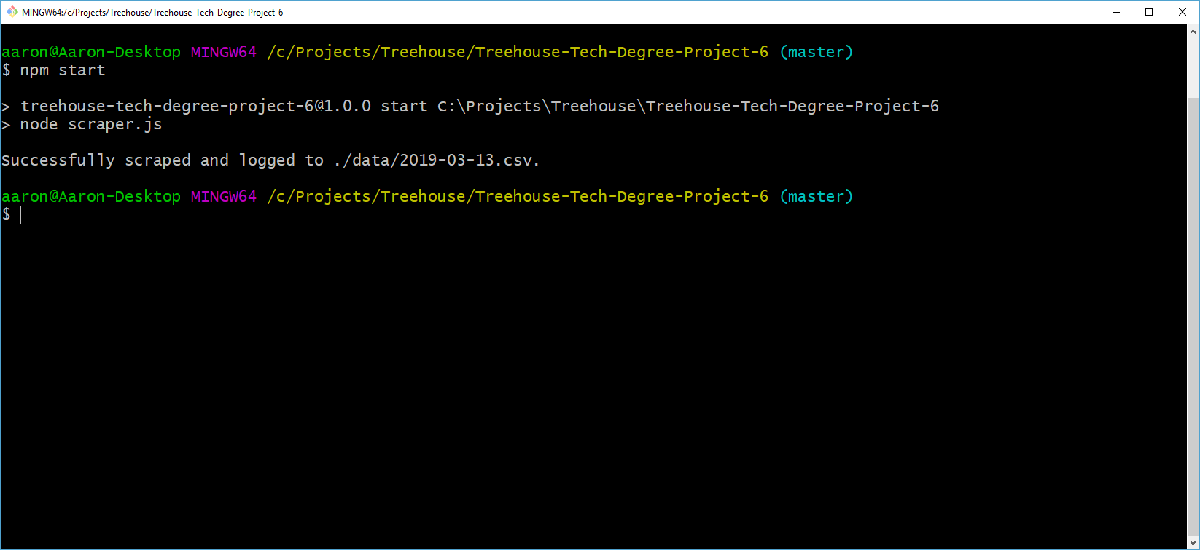 MINGW64:/c/Projects/Treehouse/Treehouse-Tech-Degree-Project-6
aaron@Aaron-Desktop MINGW64 /c/Projects/Treehouse/Treehouse-Tech-Degree-Project-6 (master)
$ npm start
> treehouse-tech-degree-project-6@1.0.0 start C:\Projects\Treehouse\Treehouse-Tech-Degree-Project-6
> node scraper.js
Successfully scraped and logged to ./data/2019-03-13.csv.
aaron@Aaron-Desktop MINGW64 /c/Projects/Treehouse/Treehouse-Tech-Degree-Project-6 (master)
$